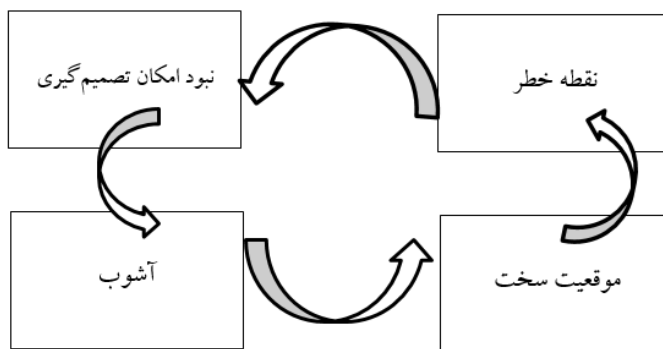 نقطه خطر
نبود امکان تصمیم‌گیری
موقعیت سخت
آشوب